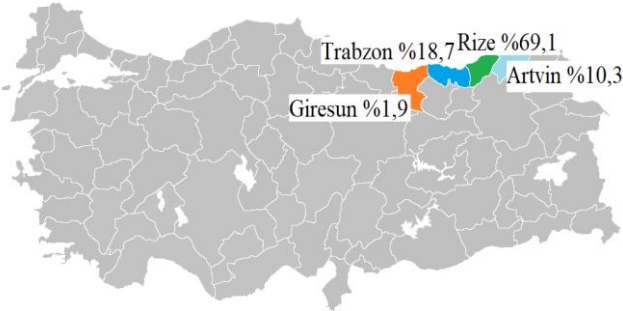 Trabzon %18,7
Rize %69,1
Artvin %10,3
Giresun %1,9